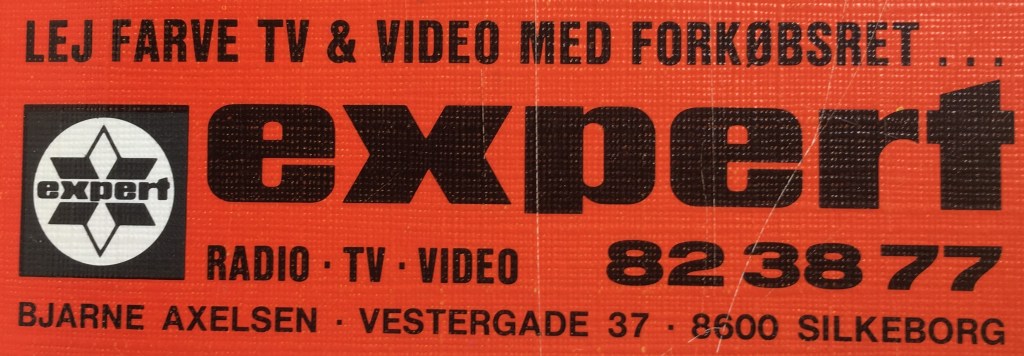 LEJ FARVE TV & VIDEO MED FORKØBSRET . . .
expert
expert
RADIO · TV · VIDEO 82 38 77
BJARNE AXELSEN · VESTERGADE 37 · 8600 SILKEBORG